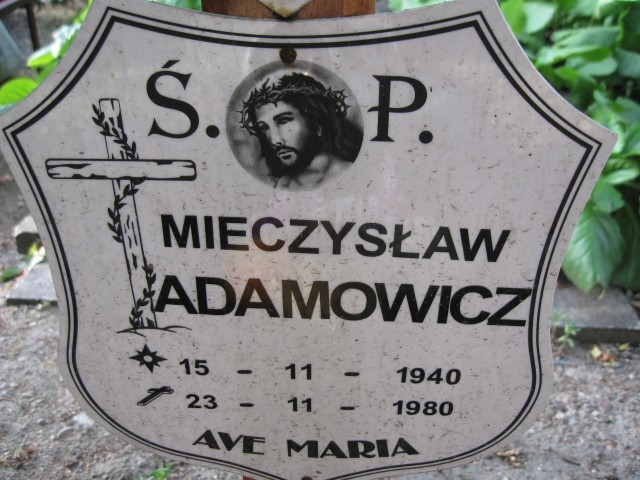 Ś. P.
MIECZYSŁAW
ADAMOWICZ
15 - 11 - 1940
23 - 11 - 1980
AVE MARIA